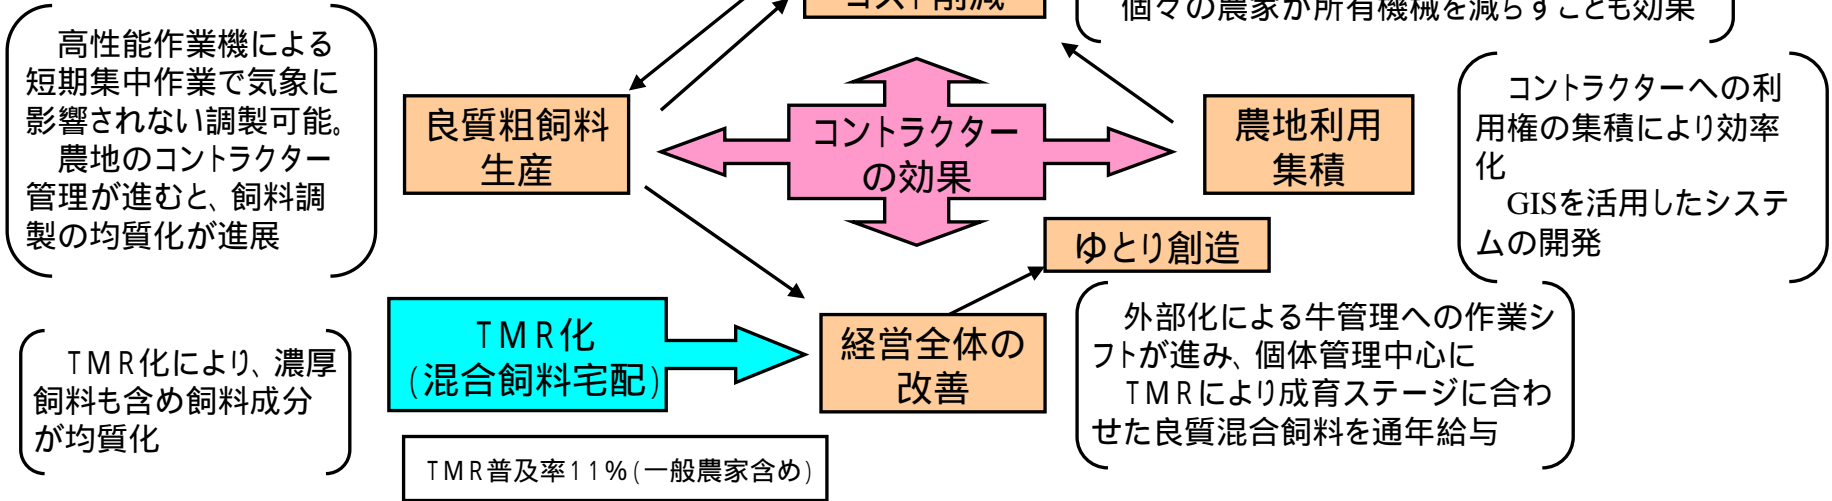 コスト削減
個々の農家が所有機械を減らすことも効果
高性能作業機による
短期集中作業で気象に
影響されない調製可能。
農地のコントラクター
管理が進むと、飼料調
製の均質化が進展
良質粗飼料
生産
コントラクター
の効果
農地利用
集積
コントラクターへの利
用権の集積により効率
化
GISを活用したシステ
ムの開発
ゆとり創造
TMR化
(混合飼料宅配)
経営全体の
改善
外部化による牛管理への作業シ
フトが進み、個体管理中心に
TMRにより成育ステージに合わ
せた良質混合飼料を通年給与
TMR化により、濃厚
飼料も含め飼料成分
が均質化
TMR普及率11%(一般農家含め)